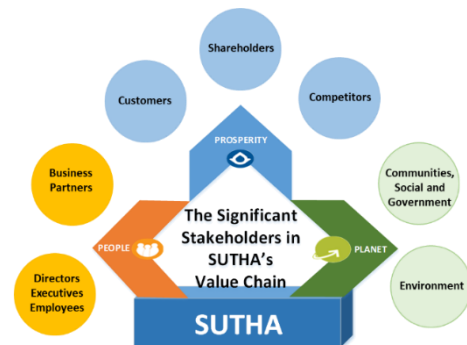 Shareholders
Customers
Competitors
PROSPERITY
Business
Partners
Communities,
Social and
Government
The Significant
Stakeholders in
SUTHA's
Value Chain
PEOPLE
PLANET
Directors
Executives
Employees
Environment
SUTHA